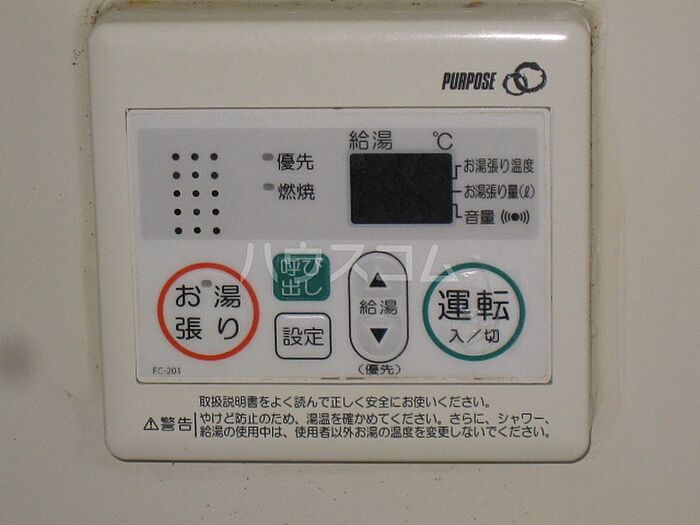 PURPOSE
給湯 ℃
優先
燃焼
お湯張り温度
お湯張り量(ℓ)
音量
ハウスコム
お湯張り
呼び出し
設定
給湯
(優先)
運転
入/切
FC-201
取扱説明書をよく読んで正しく安全にお使いください。
警告 やけど防止のため、湯温を確かめてください。さらに、シャワー、
給湯の使用中は、使用者以外お湯の温度を変更しないでください。